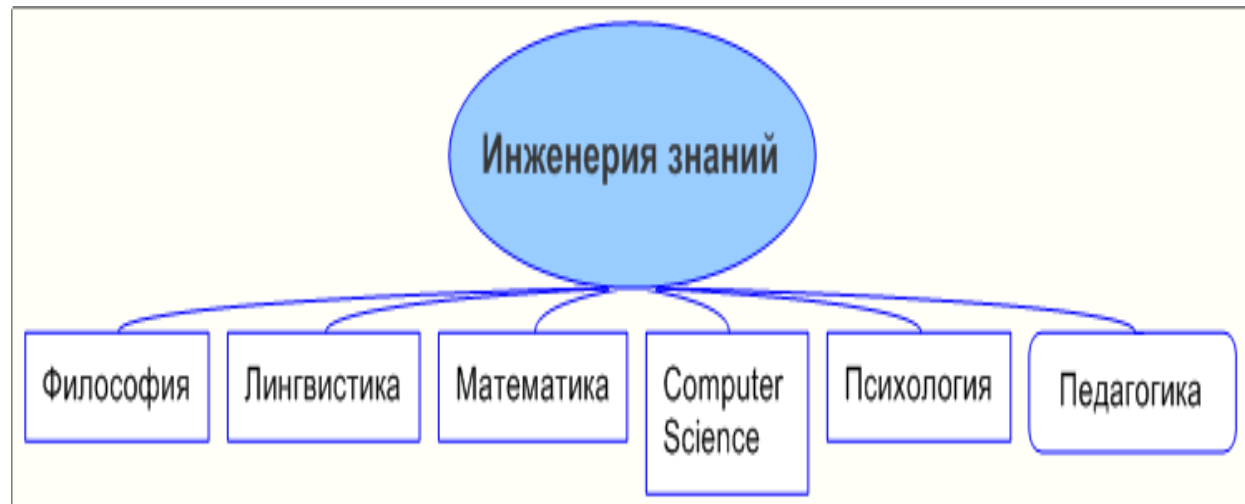 Инженерия знаний
Философия
Лингвистика
Математика
Computer
Science
Психология
Педагогика